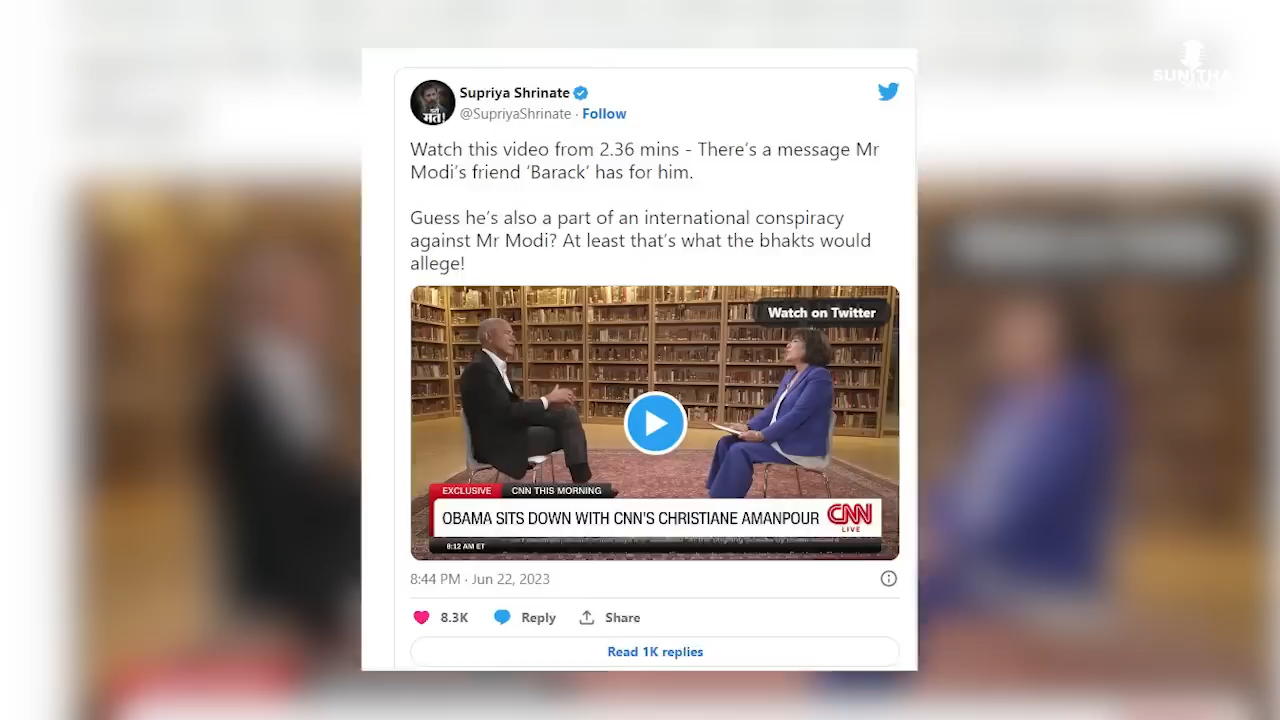 SUNITHA
Supriya Shrinate
@SupriyaShrinate · Follow
मत!
Watch this video from 2.36 mins - There's a message Mr
Modi's friend 'Barack' has for him.
Guess he's also a part of an international conspiracy
against Mr Modi? At least that's what the bhakts would
allege!
Watch on Twitter
EXCLUSIVE CNN THIS MORNING
OBAMA SITS DOWN WITH CNN'S CHRISTIANE AMANPOUR
CNN
LIVE
8:12 AM ET
8:44 PM · Jun 22, 2023
8.3K Reply Share
Read 1K replies